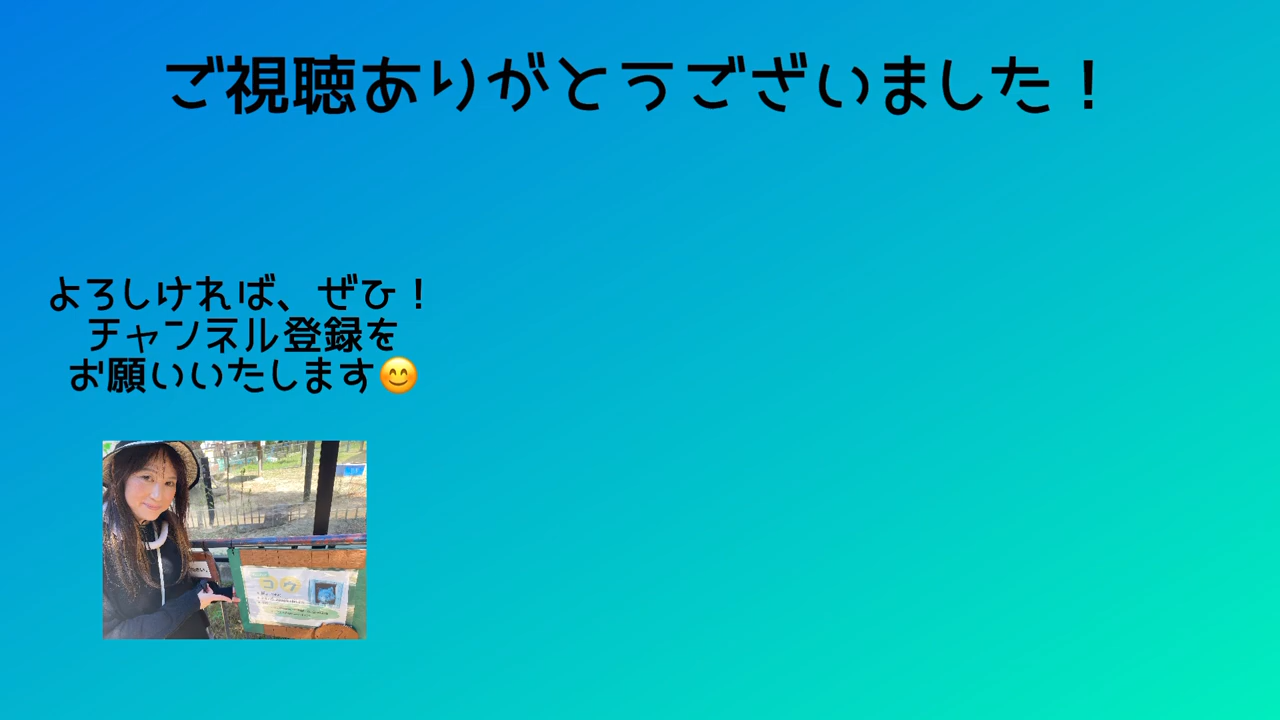 ご視聴ありがとうございました！
よろしければ、ぜひ！
チャンネル登録を
お願いいたします😊